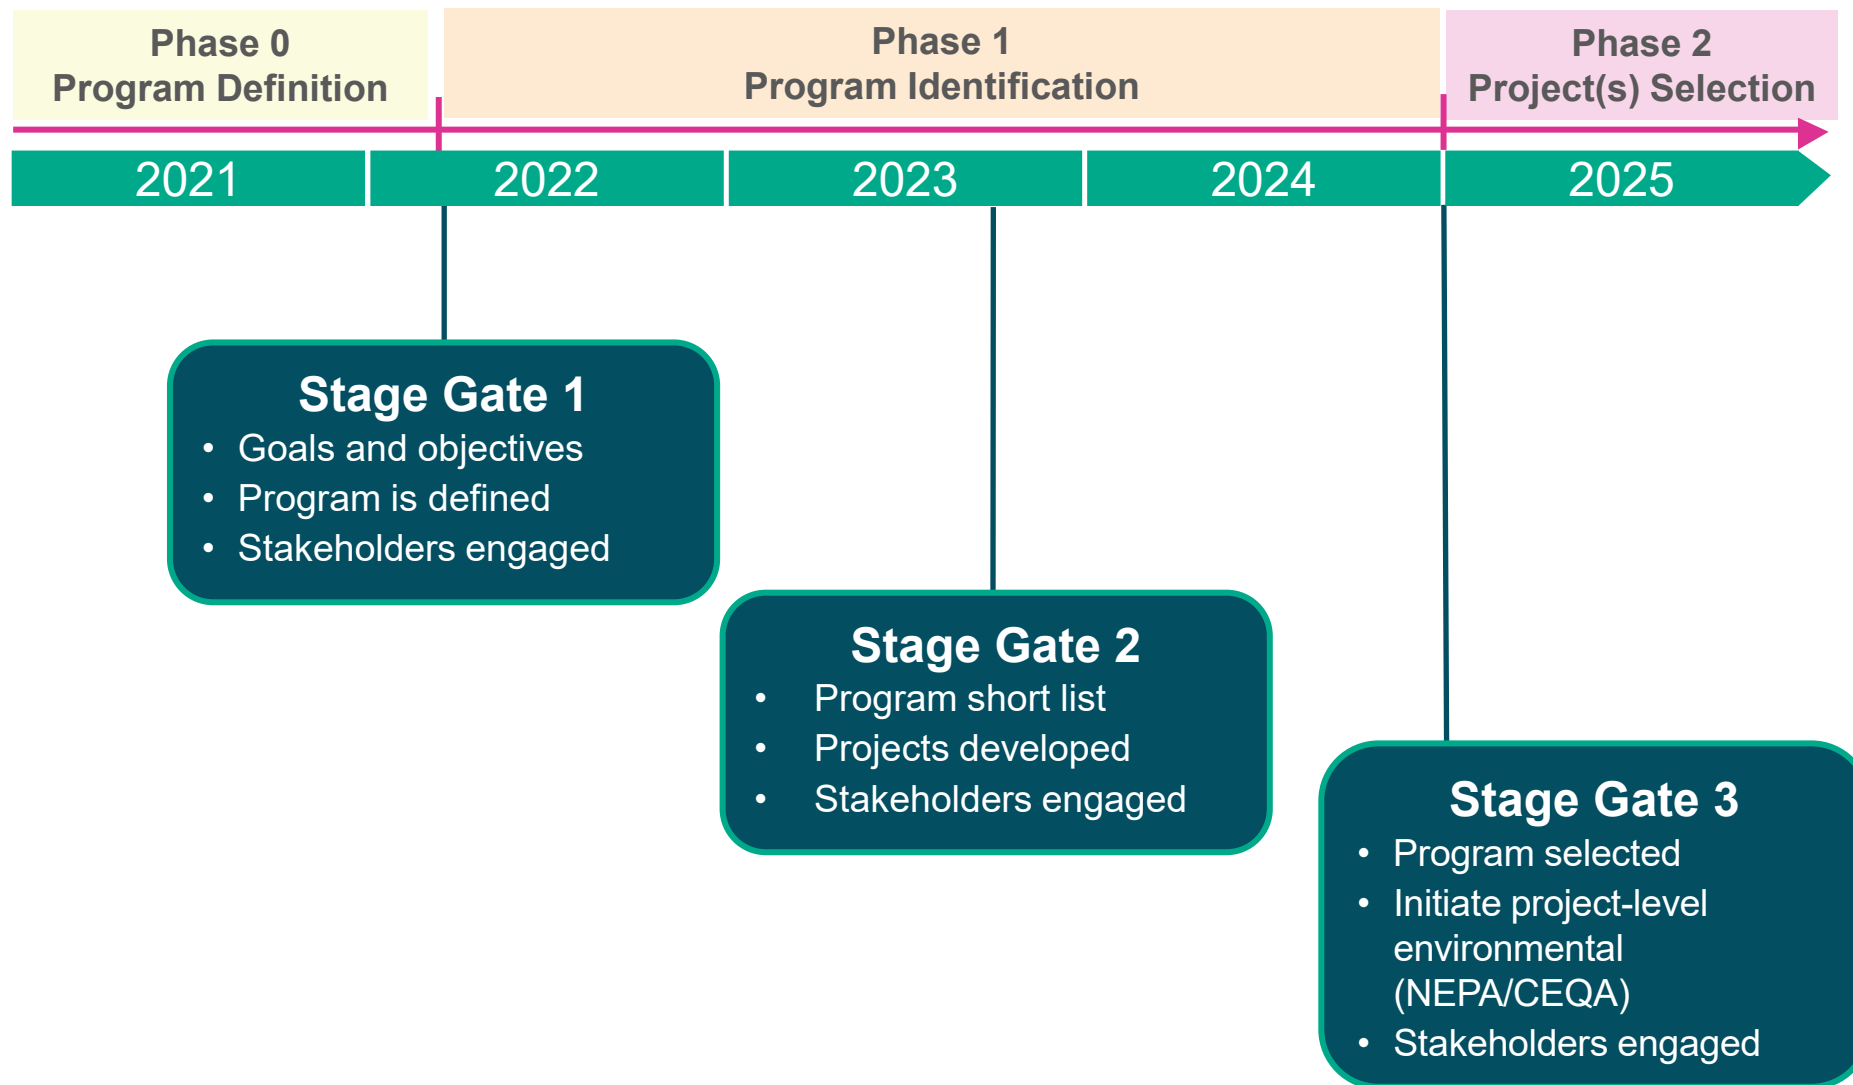 Phase 0
Program Definition
Phase 1
Program Identification
Phase 2
Project(s) Selection
2021
2022
2023
2024
2025
Stage Gate 1
• Goals and objectives
• Program is defined
• Stakeholders engaged
Stage Gate 2
• Program short list
• Projects developed
• Stakeholders engaged
Stage Gate 3
• Program selected
• Initiate project-level
environmental
(NEPA/CEQA)
• Stakeholders engaged